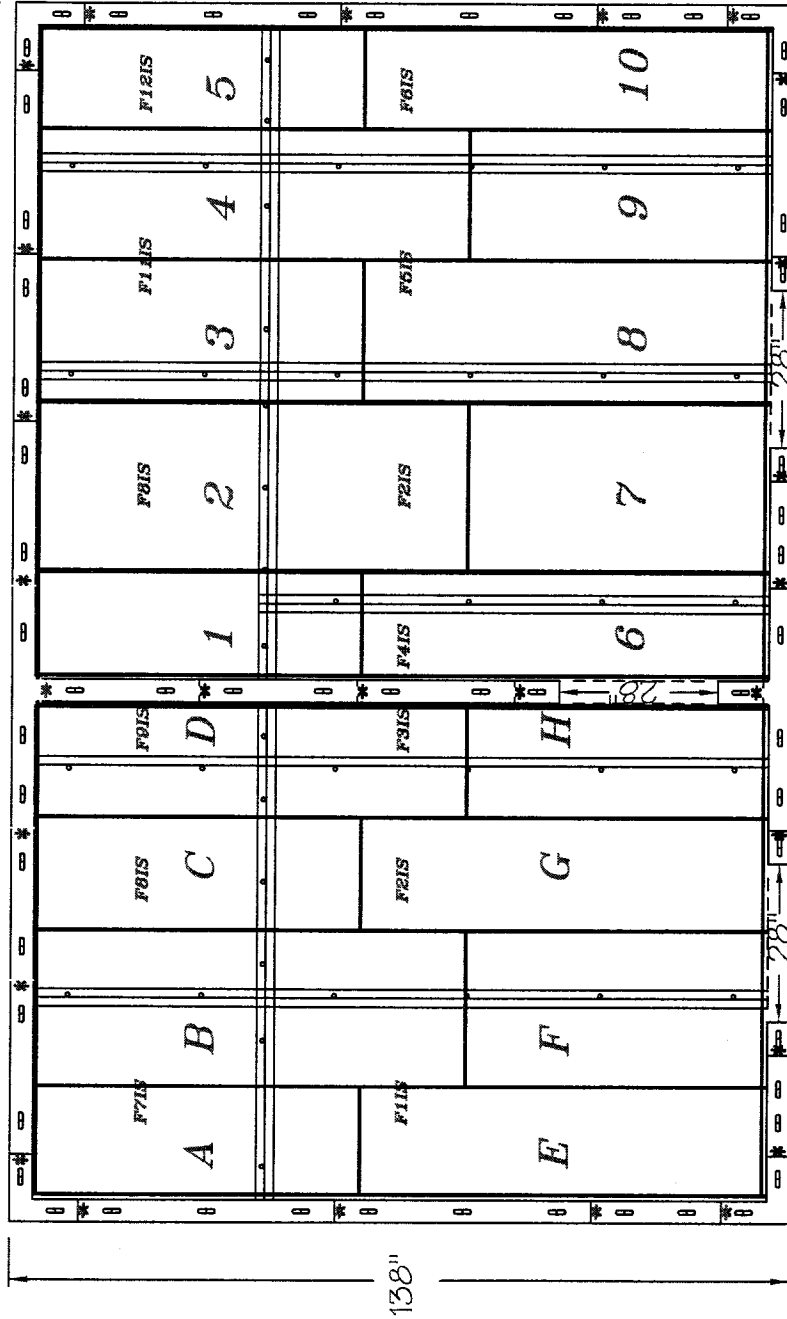 F7IS F8IS F9IS F8IS F11IS F12IS
A B C D 1 2 3 4 5
138"
F1IS F2IS F3IS F4IS F2IS F5IS F6IS
E F G H 6 7 8 9 10
28"
28" 28"